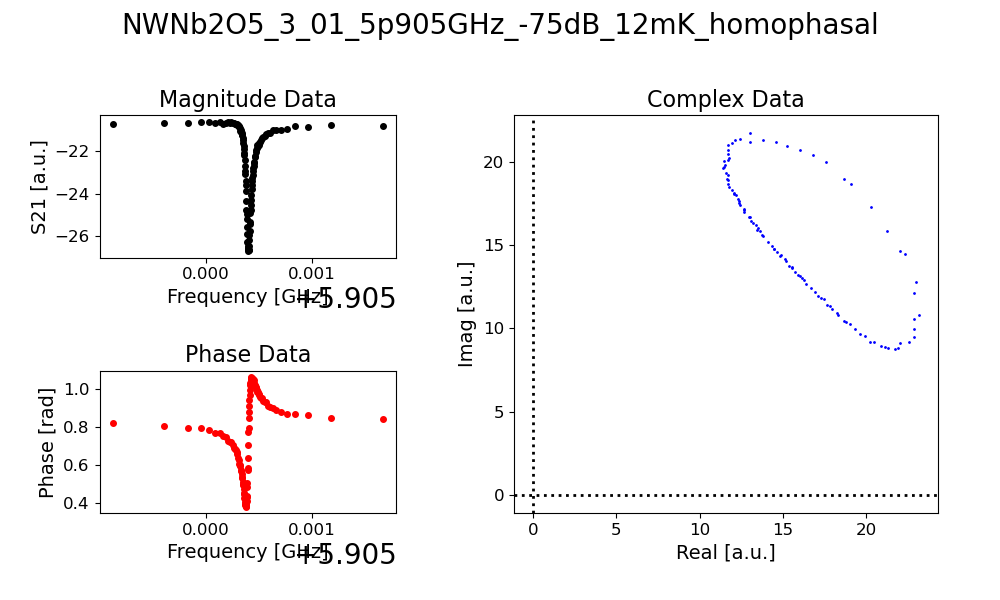 NWNb2O5_3_01_5p905GHz_-75dB_12mK_homophasal
Magnitude Data
S21 [a.u.]
−22
−24
−26
0.000 0.001
Frequency [GHz]
+5.905
Phase Data
Phase [rad]
1.0
0.8
0.6
0.4
0.000 0.001
Frequency [GHz]
+5.905
Complex Data
Imag [a.u.]
20
15
10
5
0
0 5 10 15 20
Real [a.u.]